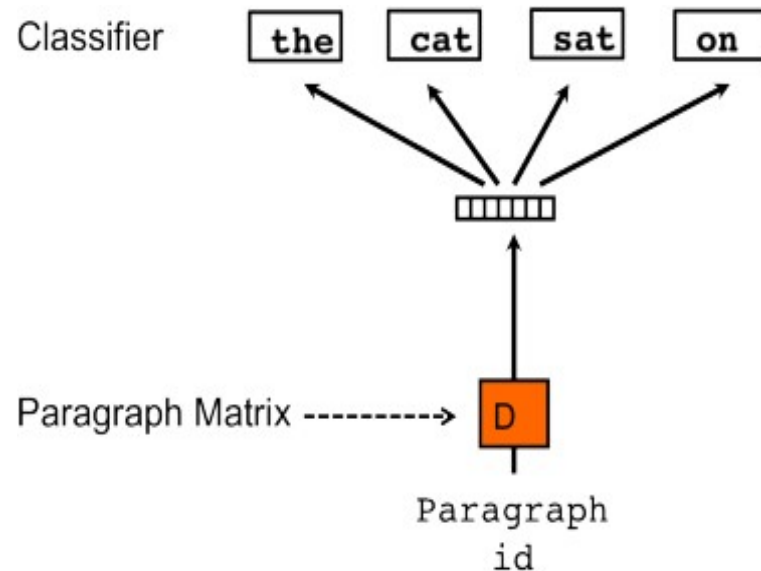 Classifier the cat sat on
Paragraph Matrix D
Paragraph
id